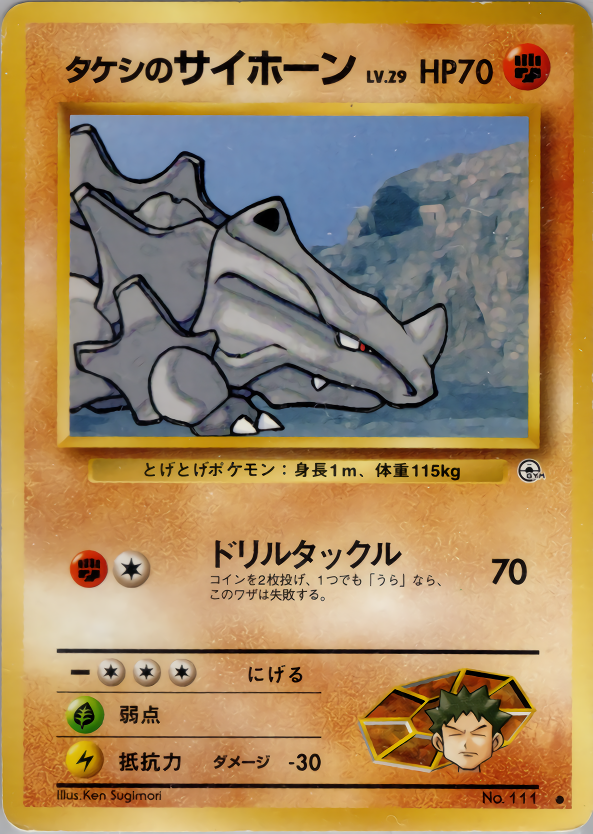 タケシのサイホーン LV.29 HP70
とげとげポケモン：身長1m、体重115kg
GYM
ドリルタックル 70
コインを2枚投げ、1つでも「うら」なら、
このワザは失敗する。
にげる
弱点
抵抗力 ダメージ -30
Illus.Ken Sugimori No. 111